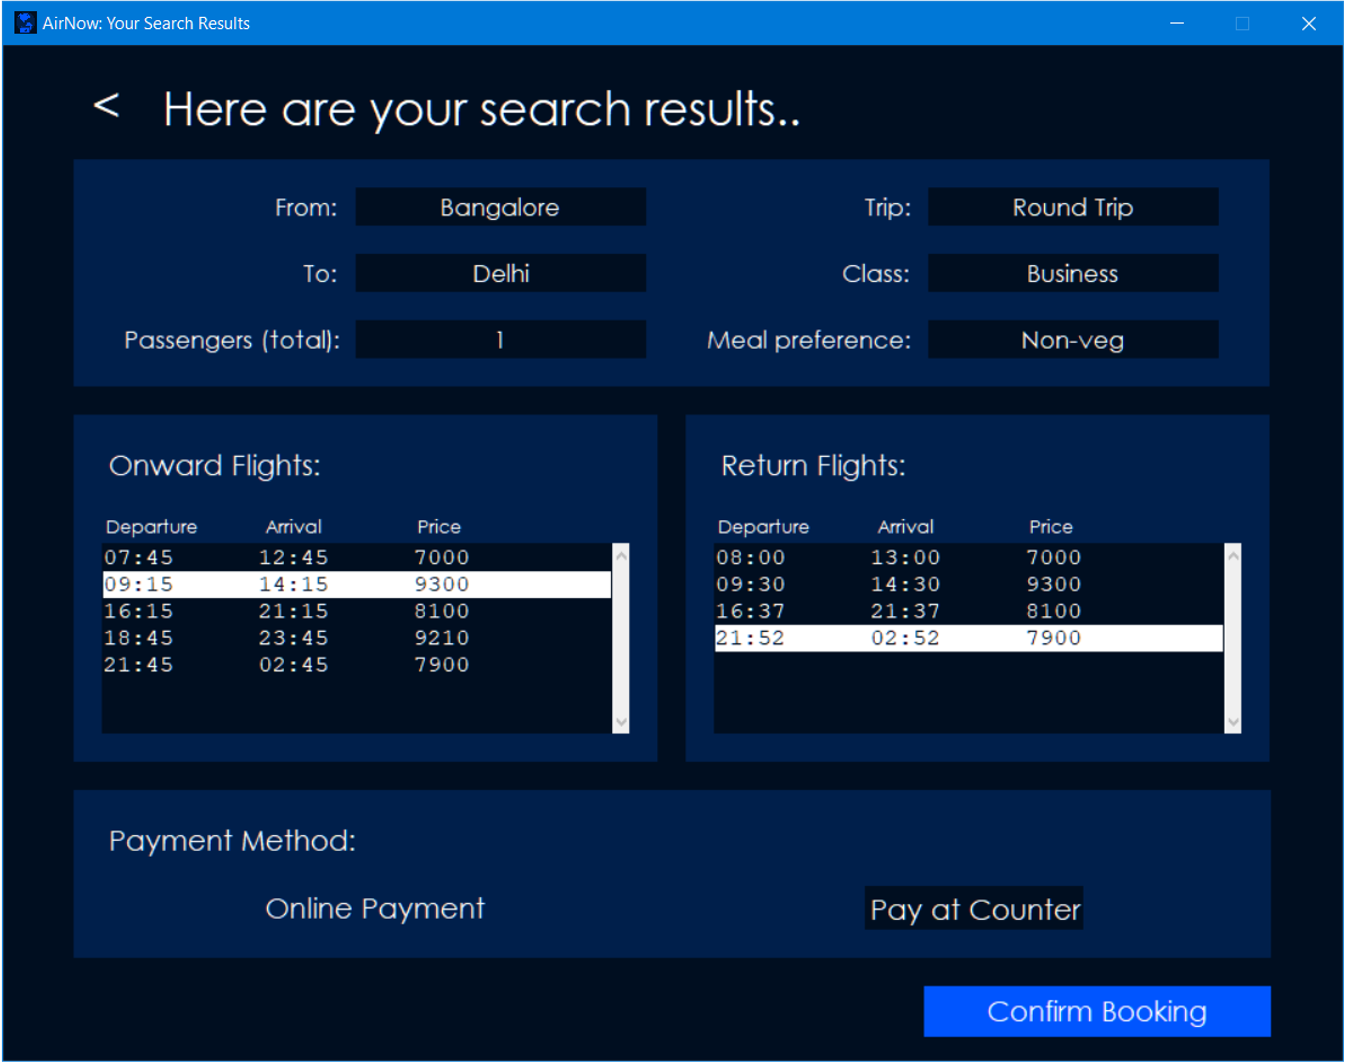 AirNow: Your Search Results
< Here are your search results..
From: Bangalore Trip: Round Trip
To: Delhi Class: Business
Passengers (total): 1 Meal preference: Non-veg
Onward Flights:
Departure Arrival Price
07:45 12:45 7000
09:15 14:15 9300
16:15 21:15 8100
18:45 23:45 9210
21:45 02:45 7900
Return Flights:
Departure Arrival Price
08:00 13:00 7000
09:30 14:30 9300
16:37 21:37 8100
21:52 02:52 7900
Payment Method:
Online Payment Pay at Counter
Confirm Booking